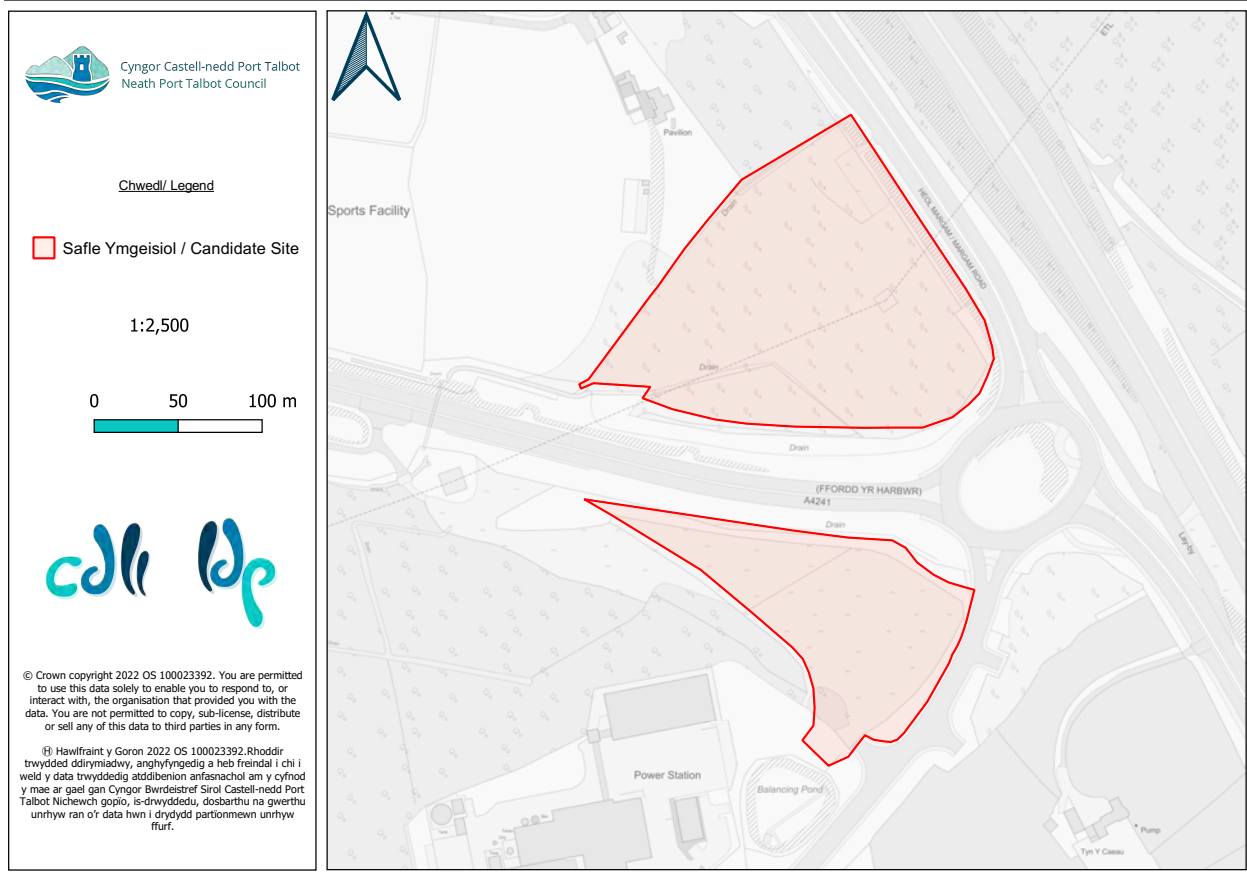 Cyngor Castell-nedd Port Talbot
Neath Port Talbot Council
Chwedl/ Legend
Safle Ymgeisiol / Candidate Site
1:2,500
0 50 100 m
cdll ldp
© Crown copyright 2022 OS 100023392. You are permitted
to use this data solely to enable you to respond to, or
interact with, the organisation that provided you with the
data. You are not permitted to copy, sub-license, distribute
or sell any of this data to third parties in any form.
Ⓗ Hawlfraint y Goron 2022 OS 100023392.Rhoddir
trwydded ddirymiadwy, anghyfyngedig a heb freindal i chi i
weld y data trwyddedig atddibenion anfasnachol am y cyfnod
y mae ar gael gan Cyngor Bwrdeistref Sirol Castell-nedd Port
Talbot Nichewch gopïo, is-drwyddedu, dosbarthu na gwerthu
unrhyw ran o'r data hwn i drydydd partïonmewn unrhyw
ffurf.
ETL
Pavilion
Sports Facility
Drain
HEOL MARGAM / MARGAM ROAD
Drain
Drain
(FFORDD YR HARBWR)
A4241
Drain
Lay-by
Power Station
Balancing Pond
Pump
Tyn Y Caeau